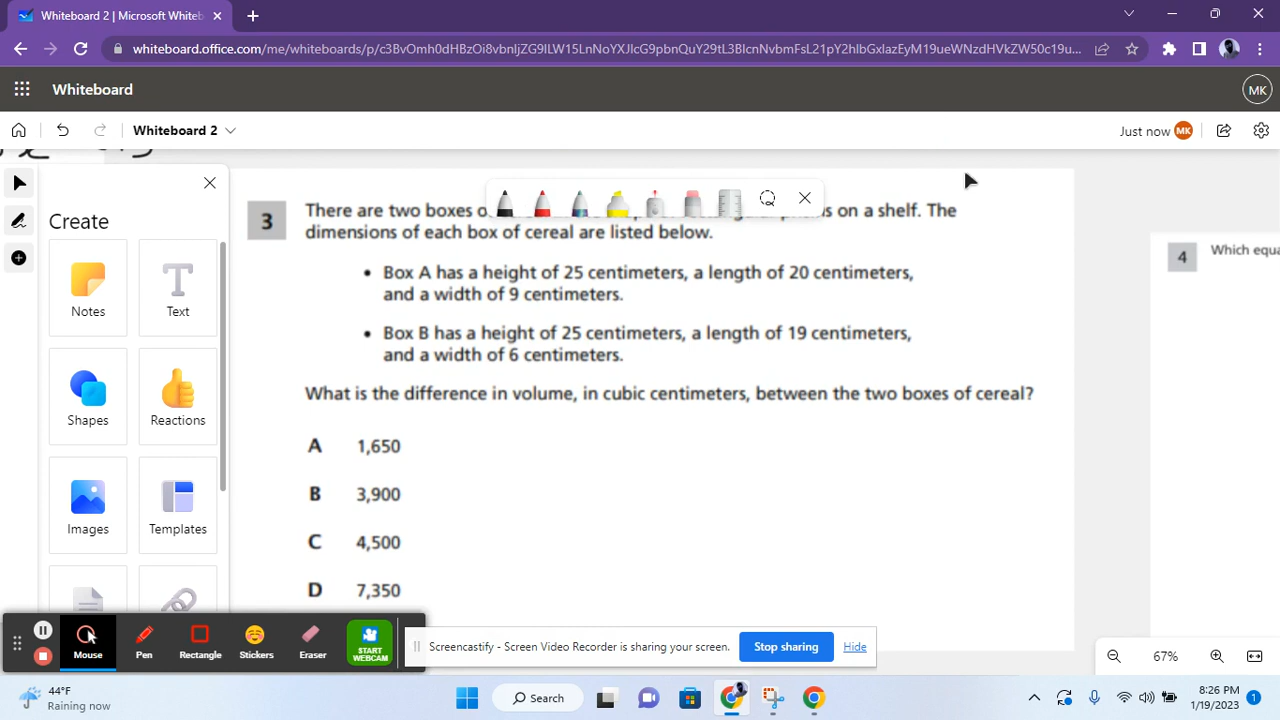 Whiteboard 2 | Microsoft Whiteb
whiteboard.office.com/me/whiteboards/p/c3BvOmh0dHBzOi8vbnljZG9lLW15LnNoYXJlcG9pbnQuY29tL3BlcnNvbmFsL21pY2hlbGxlazEyM19ueWNzdHVkZW50c19u...
Whiteboard
MK
Whiteboard 2
Just now MK
Create
Notes
Text
Shapes
Reactions
Images
Templates
3
There are two boxes on a shelf. The
dimensions of each box of cereal are listed below.
• Box A has a height of 25 centimeters, a length of 20 centimeters,
and a width of 9 centimeters.
• Box B has a height of 25 centimeters, a length of 19 centimeters,
and a width of 6 centimeters.
What is the difference in volume, in cubic centimeters, between the two boxes of cereal?
A 1,650
B 3,900
C 4,500
D 7,350
4 Which equa
Mouse
Pen
Rectangle
Stickers
Eraser
START
WEBCAM
Screencastify - Screen Video Recorder is sharing your screen.
Stop sharing
Hide
67%
44°F
Raining now
Search
8:26 PM
1/19/2023
1